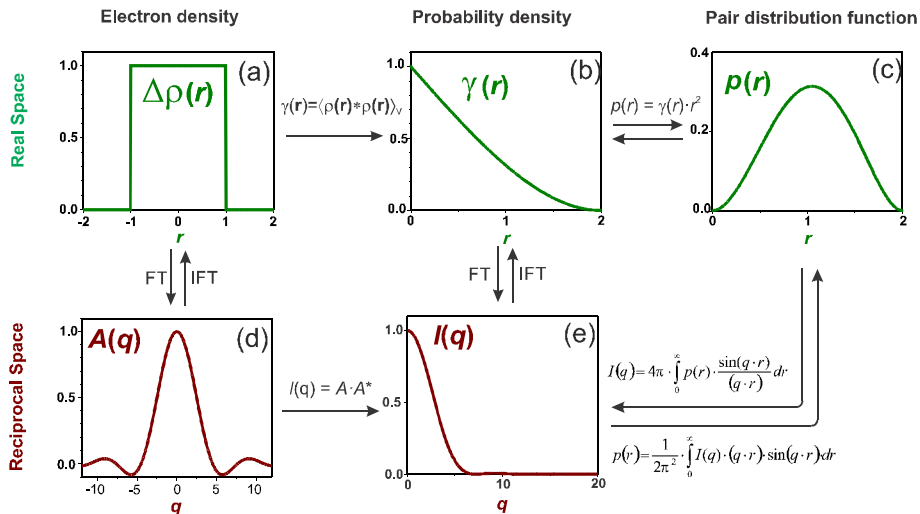 Electron density
Probability density
Pair distribution function
Real Space
(a)
Δρ(r)
1.0
0.5
0.0
-2 -1 0 1 2
r
γ(r)=⟨ρ(r)*ρ(r)⟩v
(b)
γ(r)
1.0
0.5
0.0
0 1 2
r
p(r) = γ(r)·r²
(c)
p(r)
0.4
0.2
0.0
0 1 2
r
FT IFT
FT IFT
Reciprocal Space
(d)
A(q)
1.0
0.5
0.0
-10 -5 0 5 10
q
I(q) = A·A*
(e)
I(q)
1.0
0.5
0.0
0 10 20
q
I(q)=4π·∫₀^∞ p(r)·sin(q·r)/(q·r) dr
p(r)=1/2π²·∫₀^∞ I(q)·(q·r)·sin(q·r)·dr